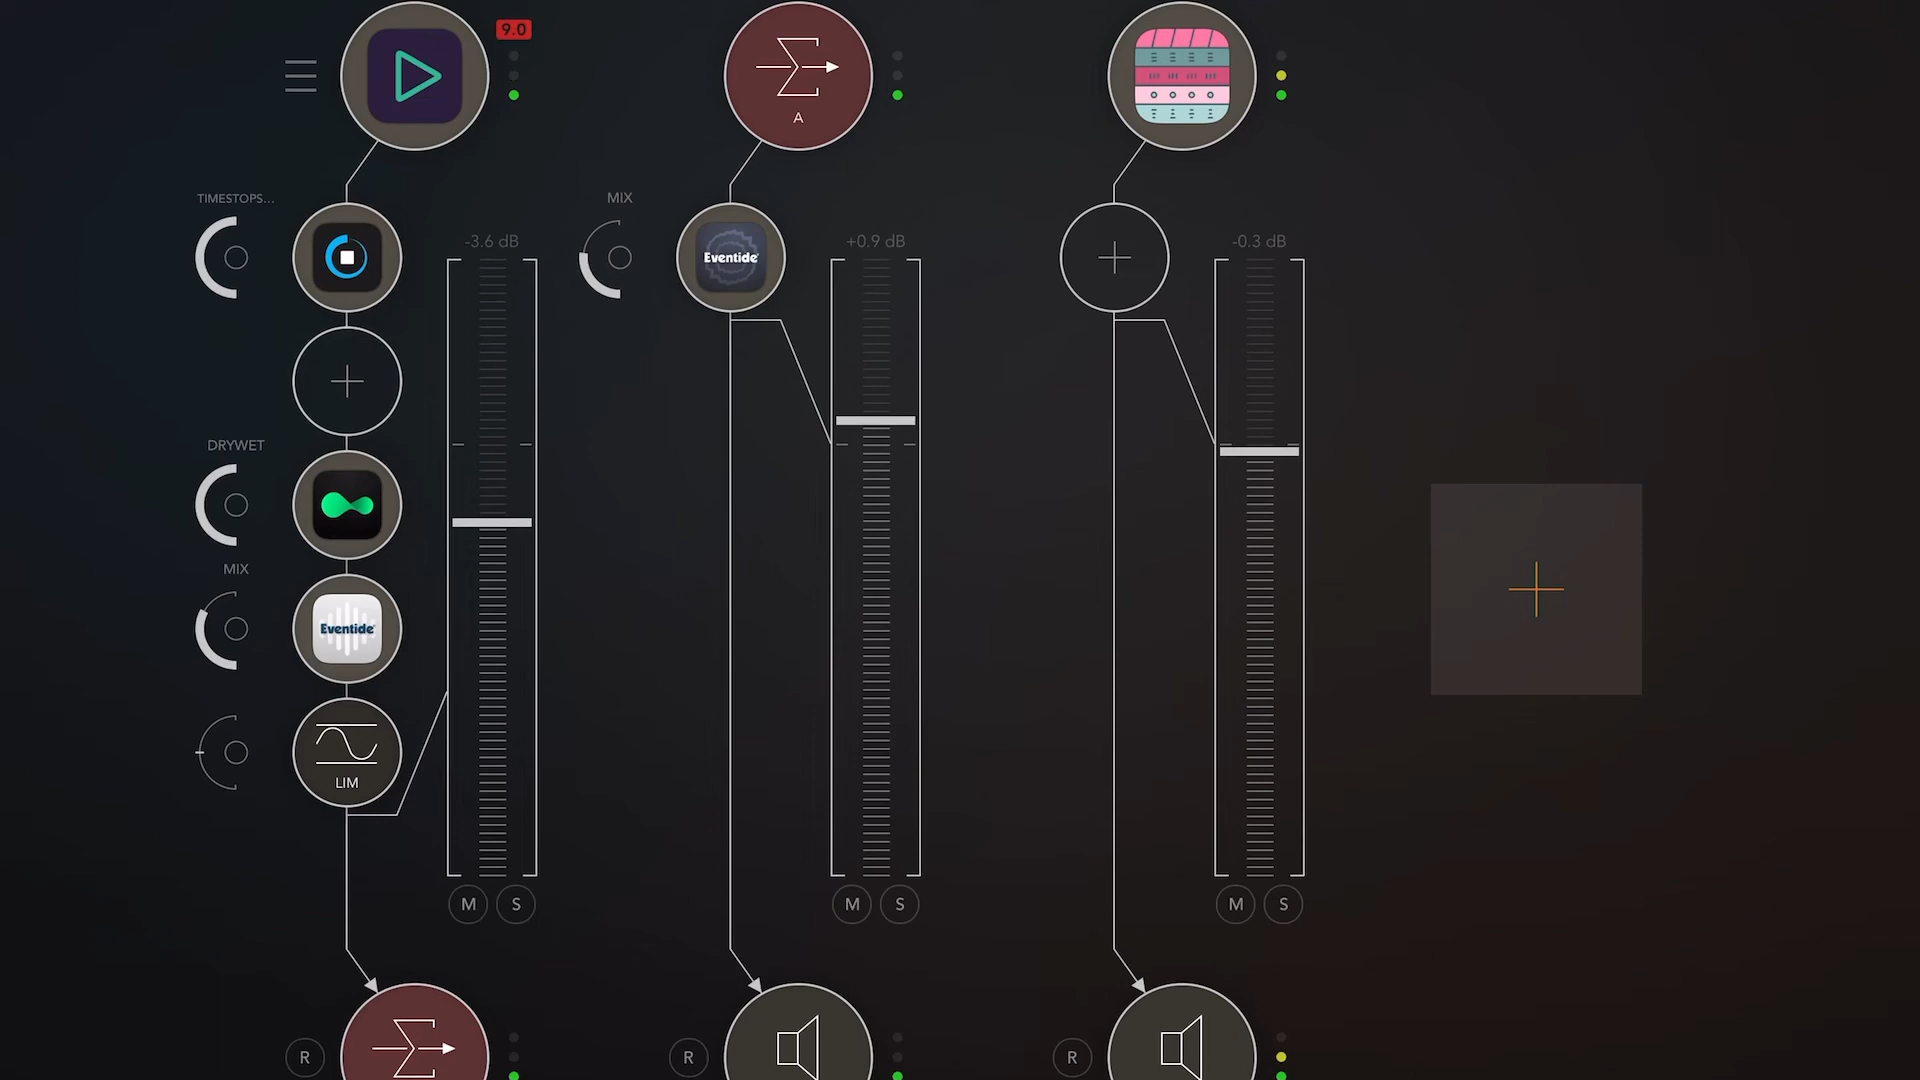 9.0
A
TIMESTOPS...
MIX
-3.6 dB
+0.9 dB
-0.3 dB
Eventide
DRYWET
MIX
Eventide
LIM
M S
M S
M S
R
R
R